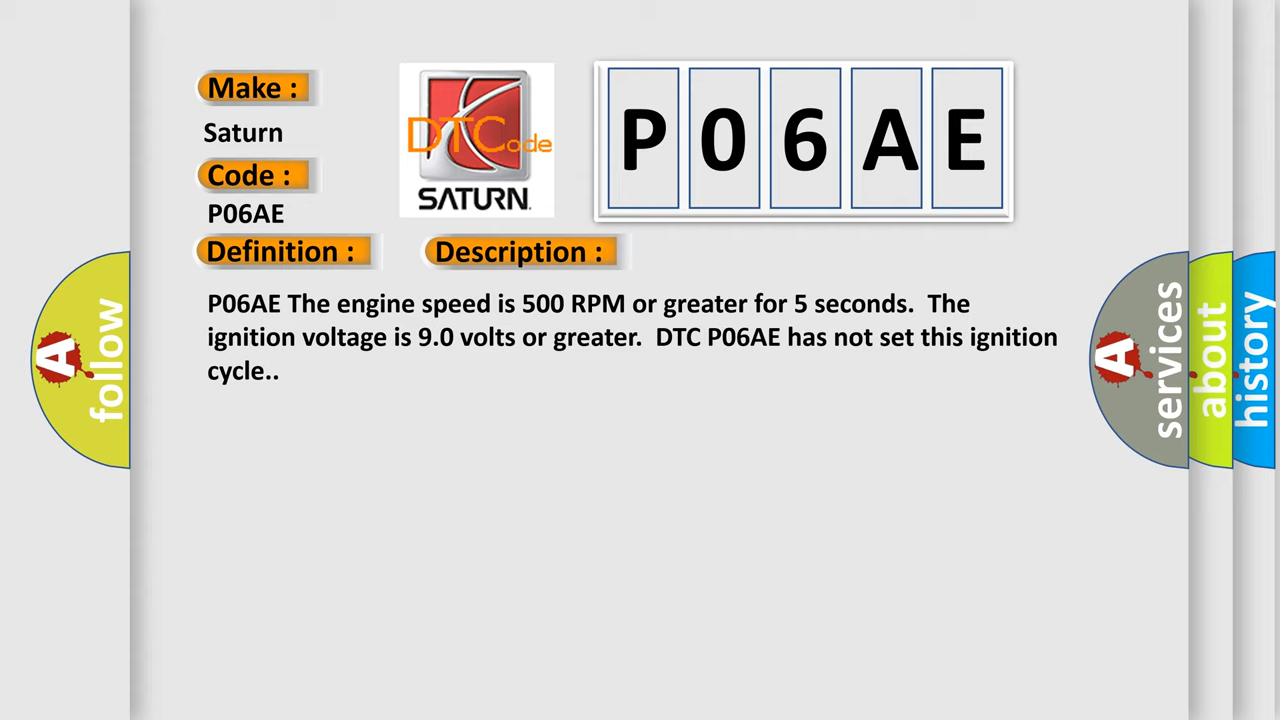 Make :
Saturn
Code :
P06AE
Definition :
Description :
DTCode
SATURN.
P06AE
P06AE The engine speed is 500 RPM or greater for 5 seconds. The
ignition voltage is 9.0 volts or greater. DTC P06AE has not set this ignition
cycle..
A
follow
A
services
about
history